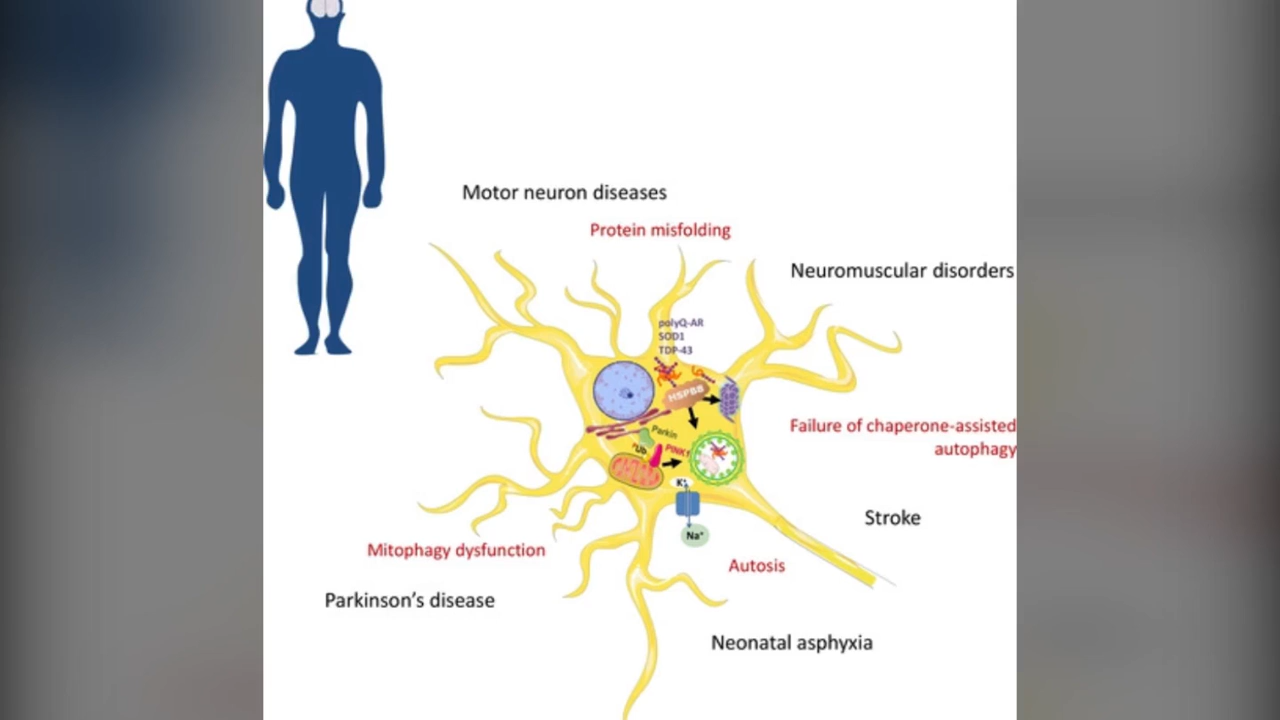 Motor neuron diseases
Protein misfolding
Neuromuscular disorders
polyQ-AR
SOD1
TDP-43
HSPB8
Failure of chaperone-assisted
autophagy
Parkin
PINK1
K⁺
Stroke
Na⁺
Mitophagy dysfunction
Autosis
Parkinson’s disease
Neonatal asphyxia